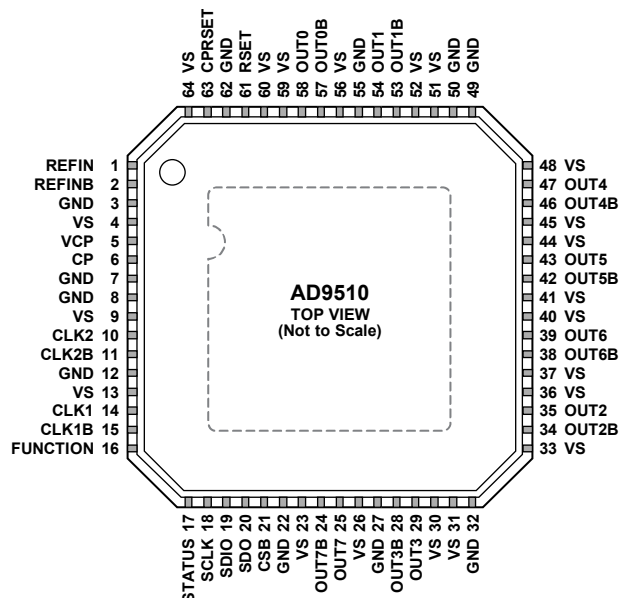 64 VS
63 CPRSET
62 GND
61 RSET
60 VS
59 VS
58 OUT0
57 OUT0B
56 VS
55 GND
54 OUT1
53 OUT1B
52 VS
51 VS
50 GND
49 GND
REFIN 1
REFINB 2
GND 3
VS 4
VCP 5
CP 6
GND 7
GND 8
VS 9
CLK2 10
CLK2B 11
GND 12
VS 13
CLK1 14
CLK1B 15
FUNCTION 16
AD9510
TOP VIEW
(Not to Scale)
48 VS
47 OUT4
46 OUT4B
45 VS
44 VS
43 OUT5
42 OUT5B
41 VS
40 VS
39 OUT6
38 OUT6B
37 VS
36 VS
35 OUT2
34 OUT2B
33 VS
STATUS 17
SCLK 18
SDIO 19
SDO 20
CSB 21
GND 22
VS 23
OUT7B 24
OUT7 25
VS 26
GND 27
OUT3B 28
OUT3 29
VS 30
VS 31
GND 32